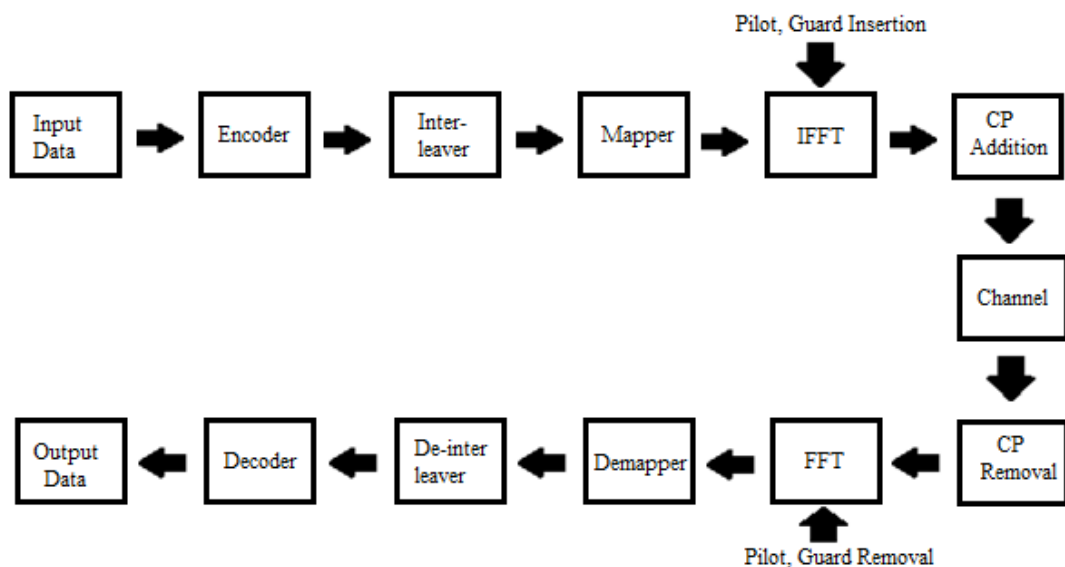 Pilot, Guard Insertion
Input
Data
Encoder
Inter-
leaver
Mapper
IFFT
CP
Addition
Channel
Output
Data
Decoder
De-inter
leaver
Demapper
FFT
CP
Removal
Pilot, Guard Removal